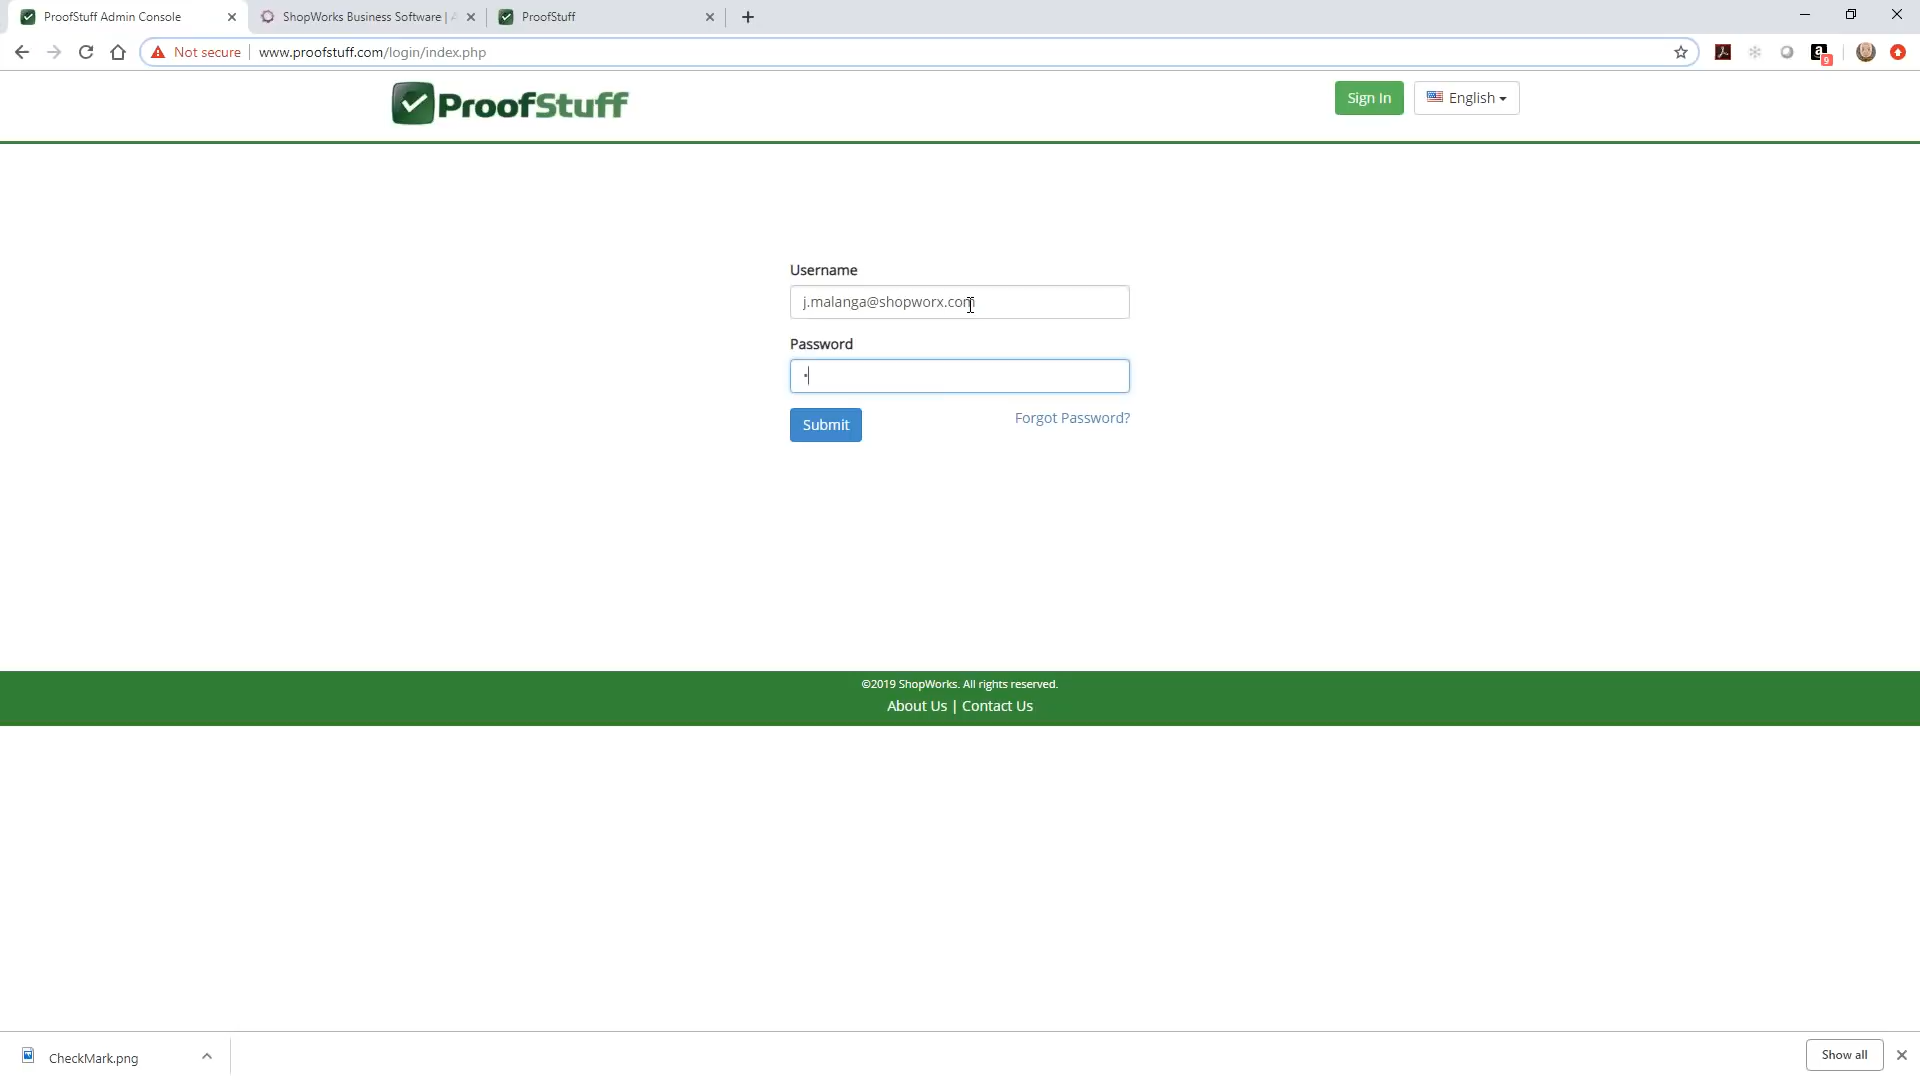 ProofStuff Admin Console
ShopWorks Business Software |
ProofStuff
Not secure
www.proofstuff.com/login/index.php
9
ProofStuff
Sign In
English
Username
j.malanga@shopworx.com
Password
Submit
Forgot Password?
©2019 ShopWorks. All rights reserved.
About Us | Contact Us
CheckMark.png
Show all